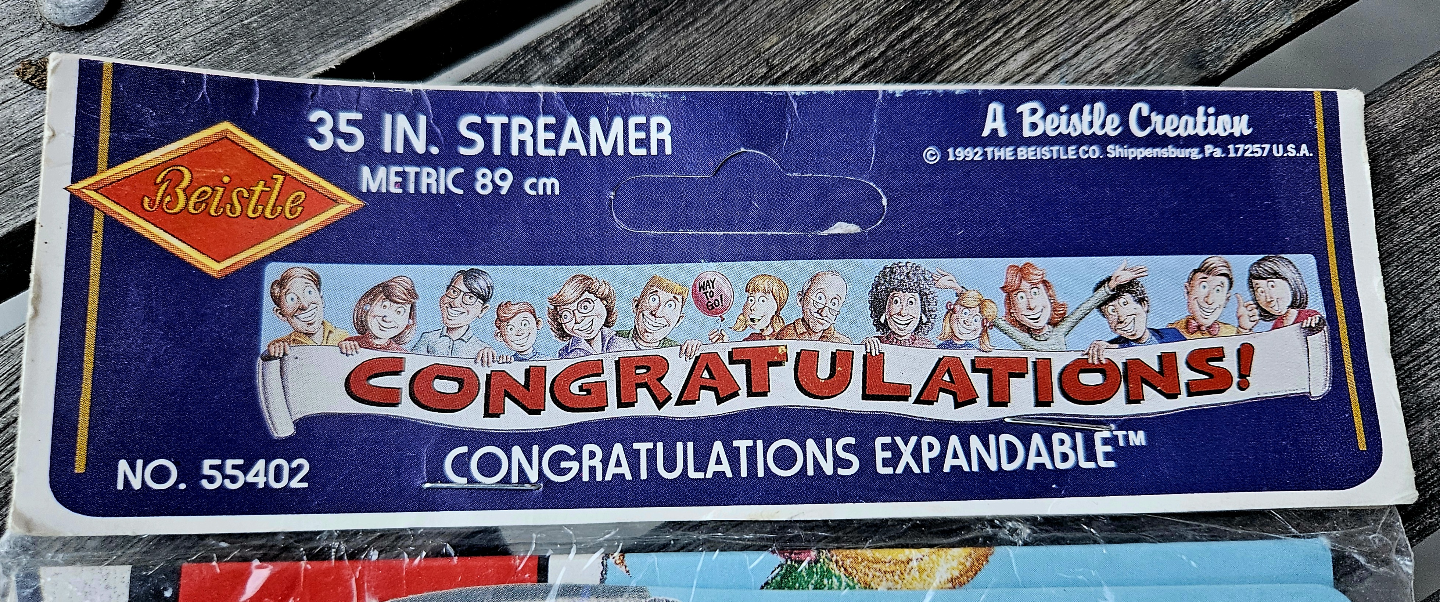 35 IN. STREAMER
METRIC 89 cm
Beistle
A Beistle Creation
© 1992 THE BEISTLE CO. Shippensburg, Pa. 17257 U.S.A.
WAY
TO
GO!
CONGRATULATIONS!
NO. 55402
CONGRATULATIONS EXPANDABLE™